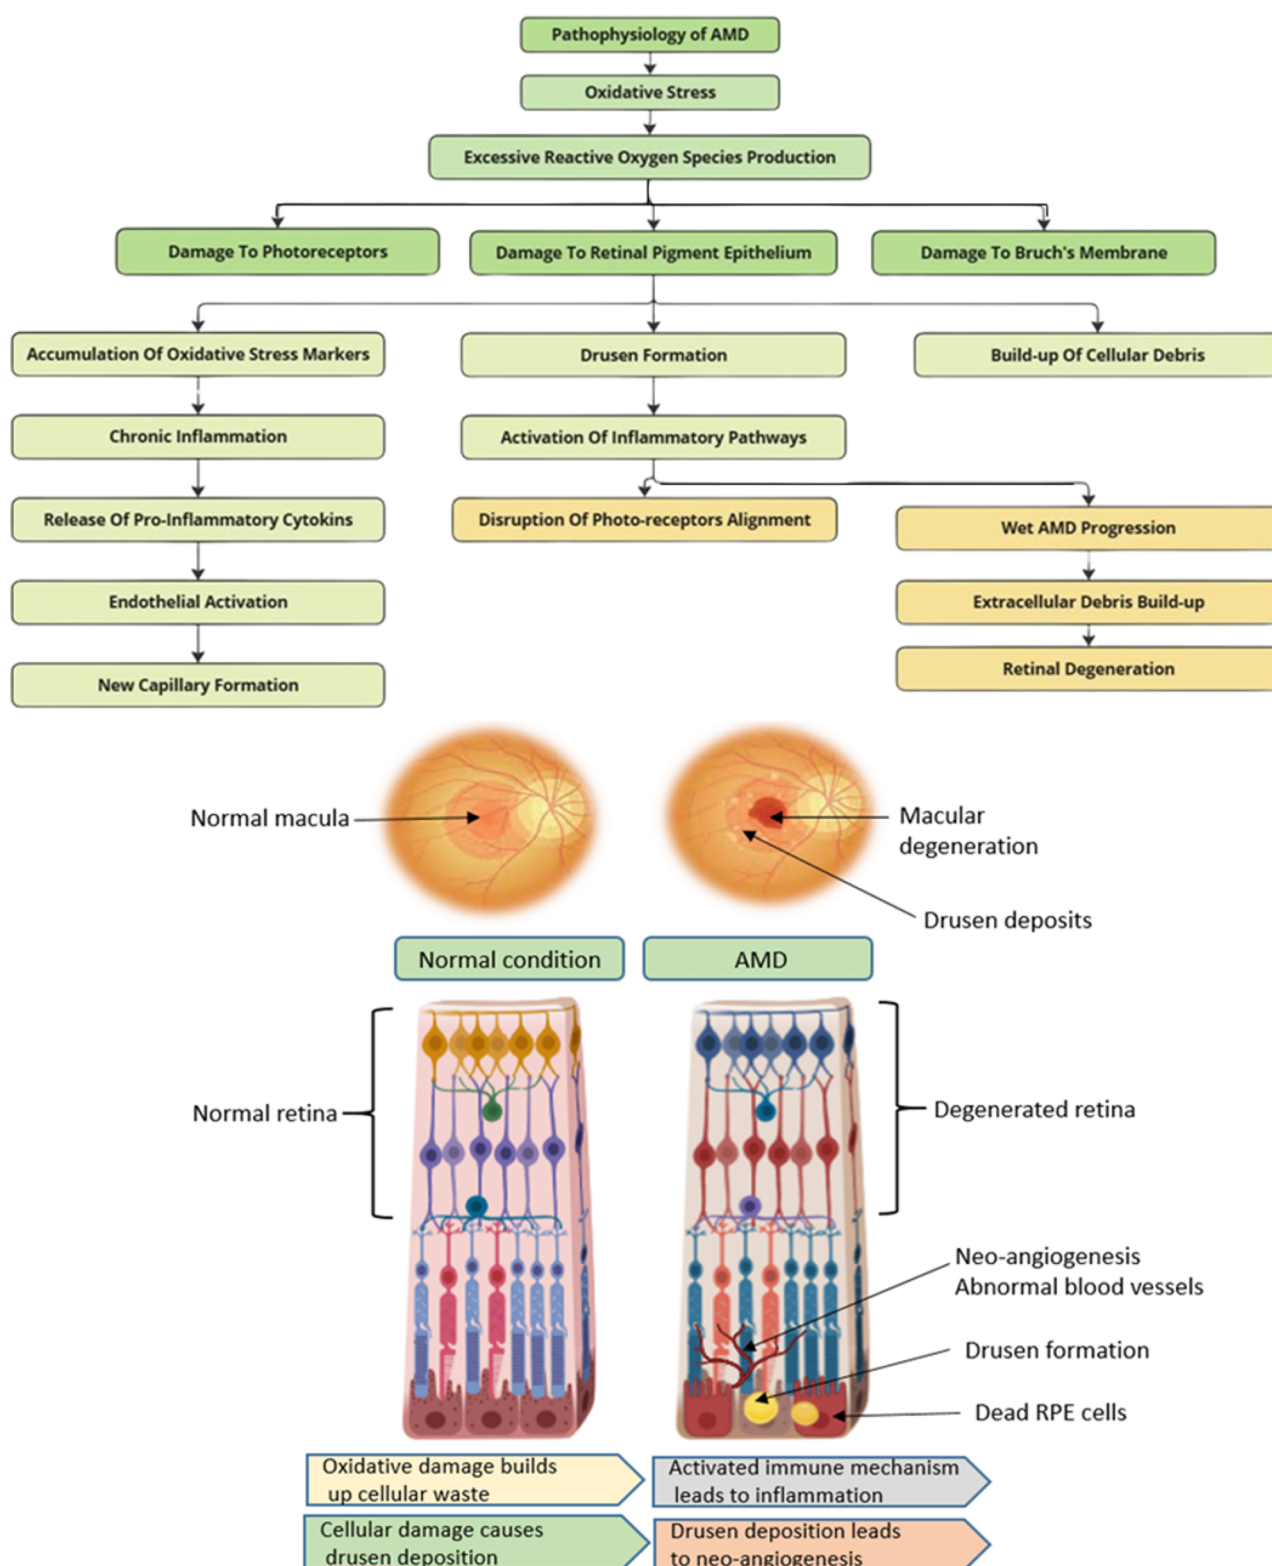 Pathophysiology of AMD
Oxidative Stress
Excessive Reactive Oxygen Species Production
Damage To Photoreceptors
Damage To Retinal Pigment Epithelium
Damage To Bruch's Membrane
Accumulation Of Oxidative Stress Markers
Drusen Formation
Build-up Of Cellular Debris
Chronic Inflammation
Activation Of Inflammatory Pathways
Release Of Pro-Inflammatory Cytokins
Disruption Of Photo-receptors Alignment
Wet AMD Progression
Endothelial Activation
Extracellular Debris Build-up
New Capillary Formation
Retinal Degeneration
Normal macula
Macular
degeneration
Drusen deposits
Normal condition
AMD
Normal retina
Degenerated retina
Neo-angiogenesis
Abnormal blood vessels
Drusen formation
Dead RPE cells
Oxidative damage builds
up cellular waste
Activated immune mechanism
leads to inflammation
Cellular damage causes
drusen deposition
Drusen deposition leads
to neo-angiogenesis